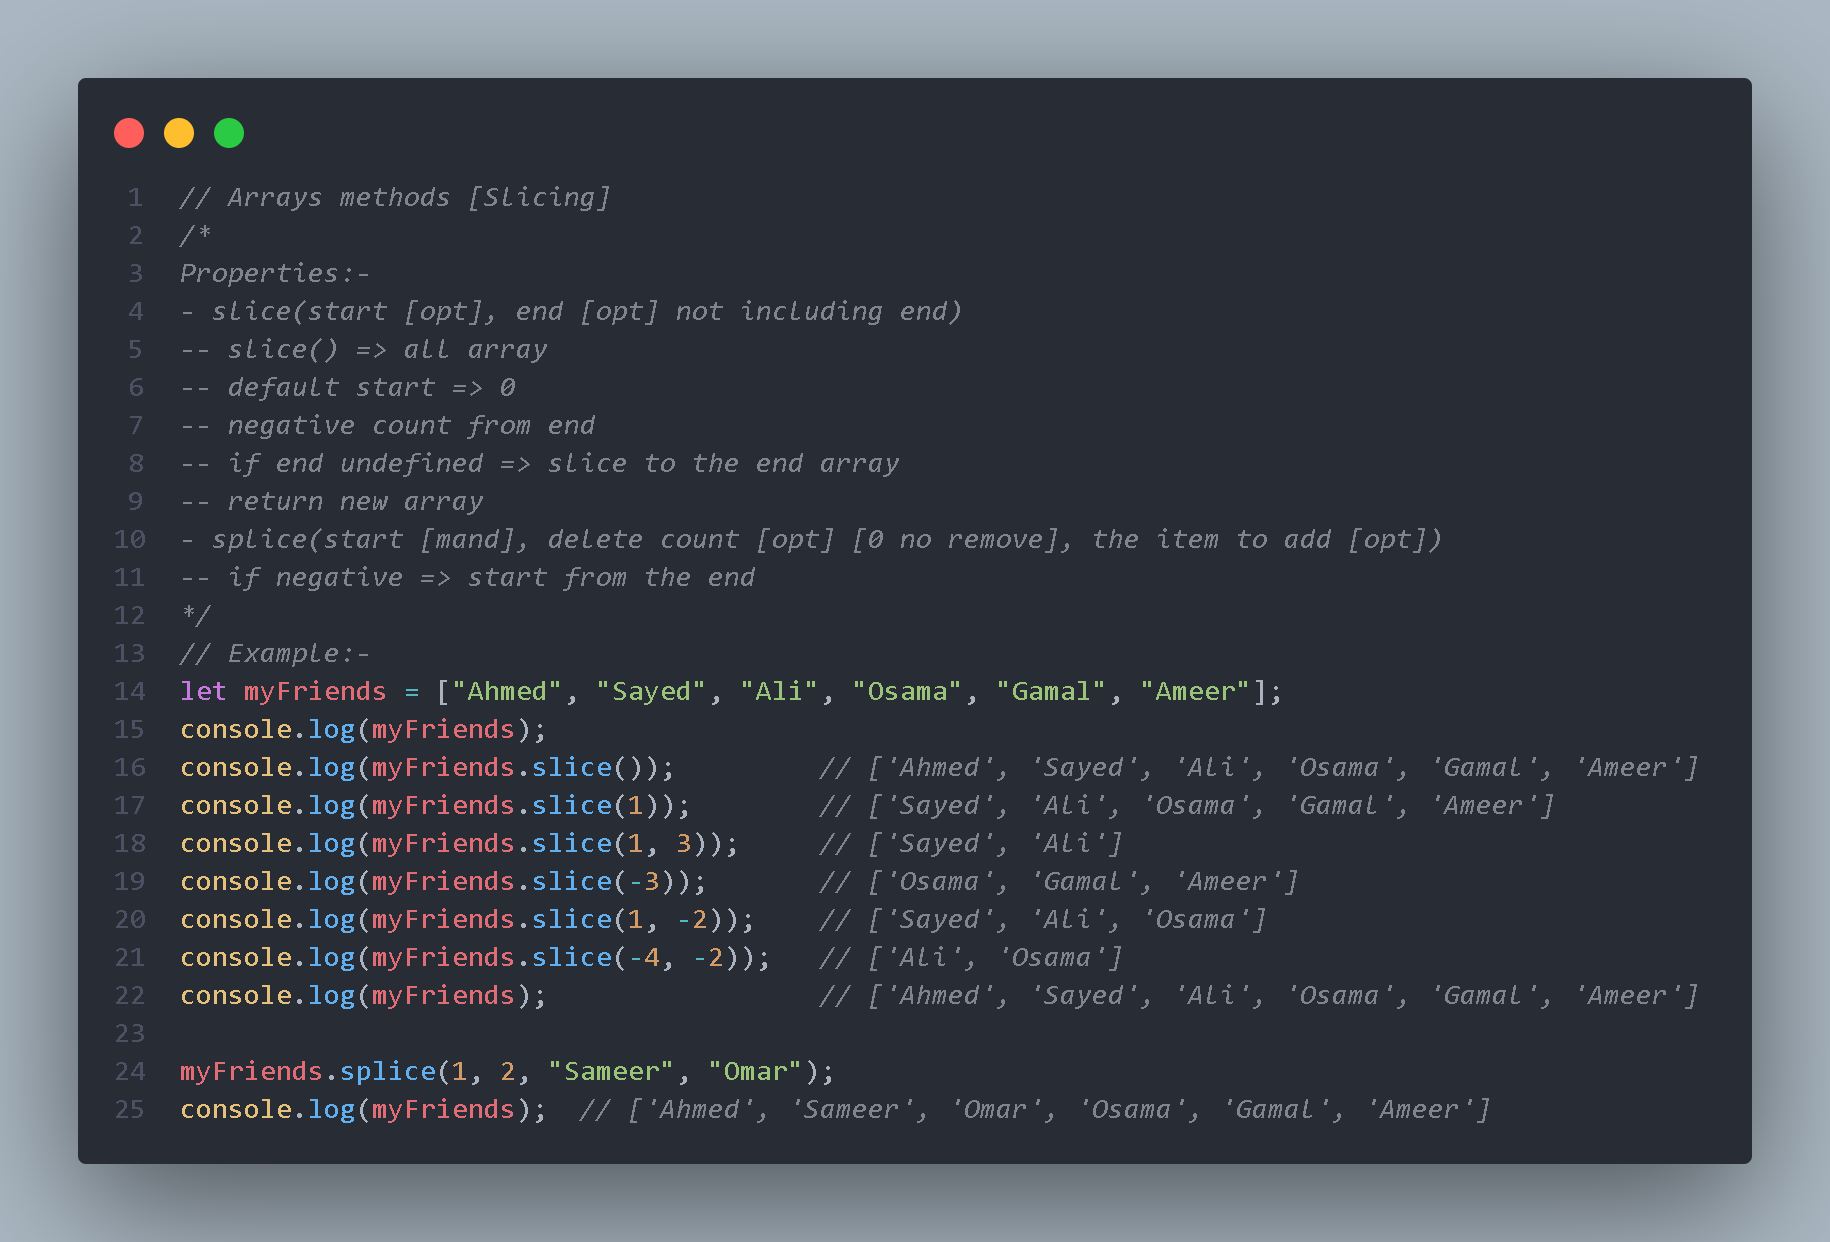 1 // Arrays methods [Slicing]
2 /*
3 Properties:-
4 - slice(start [opt], end [opt] not including end)
5 -- slice() => all array
6 -- default start => 0
7 -- negative count from end
8 -- if end undefined => slice to the end array
9 -- return new array
10 - splice(start [mand], delete count [opt] [0 no remove], the item to add [opt])
11 -- if negative => start from the end
12 */
13 // Example:-
14 let myFriends = ["Ahmed", "Sayed", "Ali", "Osama", "Gamal", "Ameer"];
15 console.log(myFriends);
16 console.log(myFriends.slice());         // ['Ahmed', 'Sayed', 'Ali', 'Osama', 'Gamal', 'Ameer']
17 console.log(myFriends.slice(1));        // ['Sayed', 'Ali', 'Osama', 'Gamal', 'Ameer']
18 console.log(myFriends.slice(1, 3));     // ['Sayed', 'Ali']
19 console.log(myFriends.slice(-3));       // ['Osama', 'Gamal', 'Ameer']
20 console.log(myFriends.slice(1, -2));    // ['Sayed', 'Ali', 'Osama']
21 console.log(myFriends.slice(-4, -2));   // ['Ali', 'Osama']
22 console.log(myFriends);                 // ['Ahmed', 'Sayed', 'Ali', 'Osama', 'Gamal', 'Ameer']
23
24 myFriends.splice(1, 2, "Sameer", "Omar");
25 console.log(myFriends);  // ['Ahmed', 'Sameer', 'Omar', 'Osama', 'Gamal', 'Ameer']